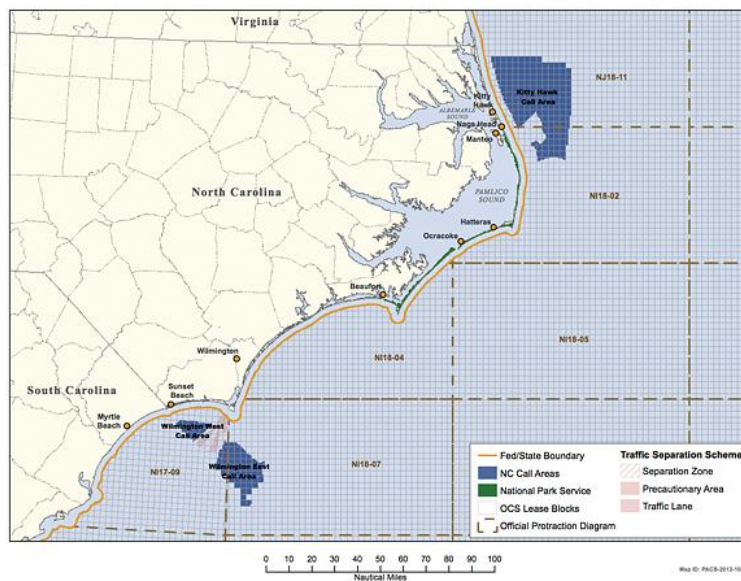 Virginia
NJ18-11
Kitty Hawk
Call Area
Kitty
Hawk
ALBEMARLE
SOUND
Nags Head
Manteo
North Carolina
PAMLICO
SOUND
NI18-02
Hatteras
Ocracoke
Beaufort
NI18-05
Wilmington
NI18-04
South Carolina
Sunset
Beach
Myrtle
Beach
Wilmington West
Call Area
Wilmington East
Call Area
NI17-09
NI18-07
Fed/State Boundary
NC Call Areas
National Park Service
OCS Lease Blocks
Official Protraction Diagram
Traffic Separation Scheme
Separation Zone
Precautionary Area
Traffic Lane
0 10 20 30 40 50 60 70 80 90 100
Nautical Miles